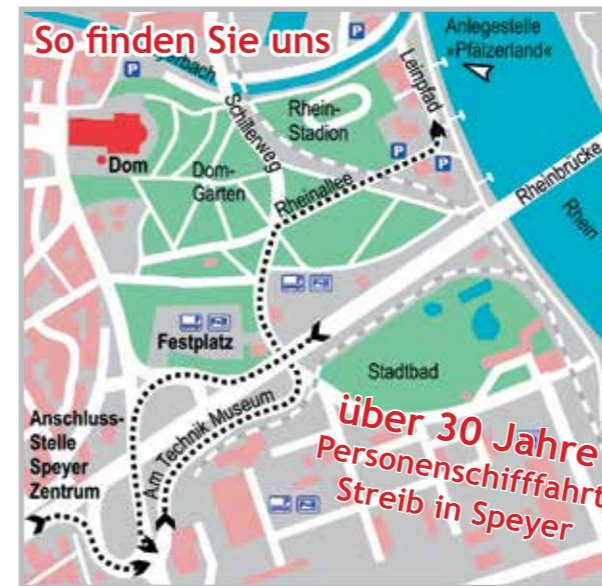 So finden Sie uns
Anlegestelle
»Pfälzerland«
P
P
Leinpfad
Schillerweg
Rhein-
Stadion
Dom
Dom-
Garten
Rheinallee
P
P
Rheinbrücke
Rhein
Festplatz
Stadtbad
Am Technik Museum
Anschluss-
Stelle
Speyer
Zentrum
über 30 Jahre
Personenschifffahrt
Streib in Speyer